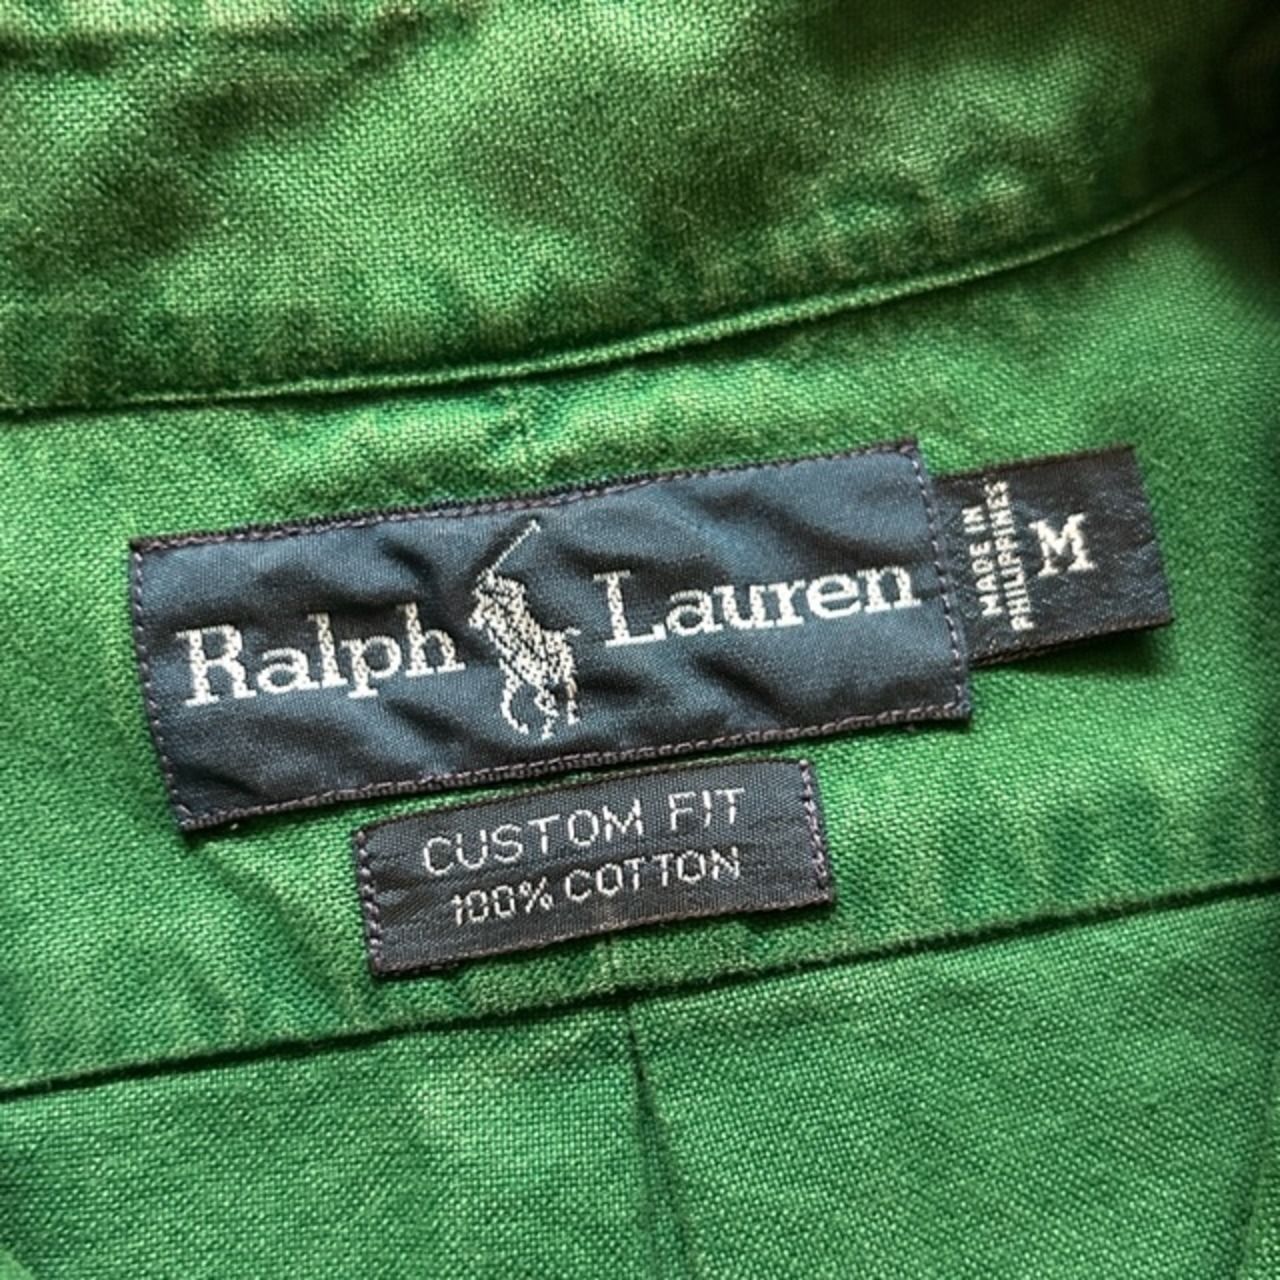 Ralph Lauren
MADE IN
PHILIPPINES
M
CUSTOM FIT
100% COTTON